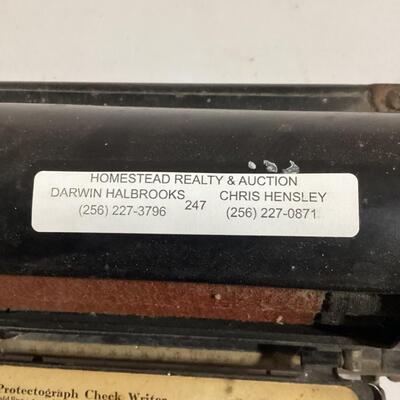 HOMESTEAD REALTY & AUCTION
DARWIN HALBROOKS CHRIS HENSLEY
247
(256) 227-3796 (256) 227-0871
Protectograph Check Writer